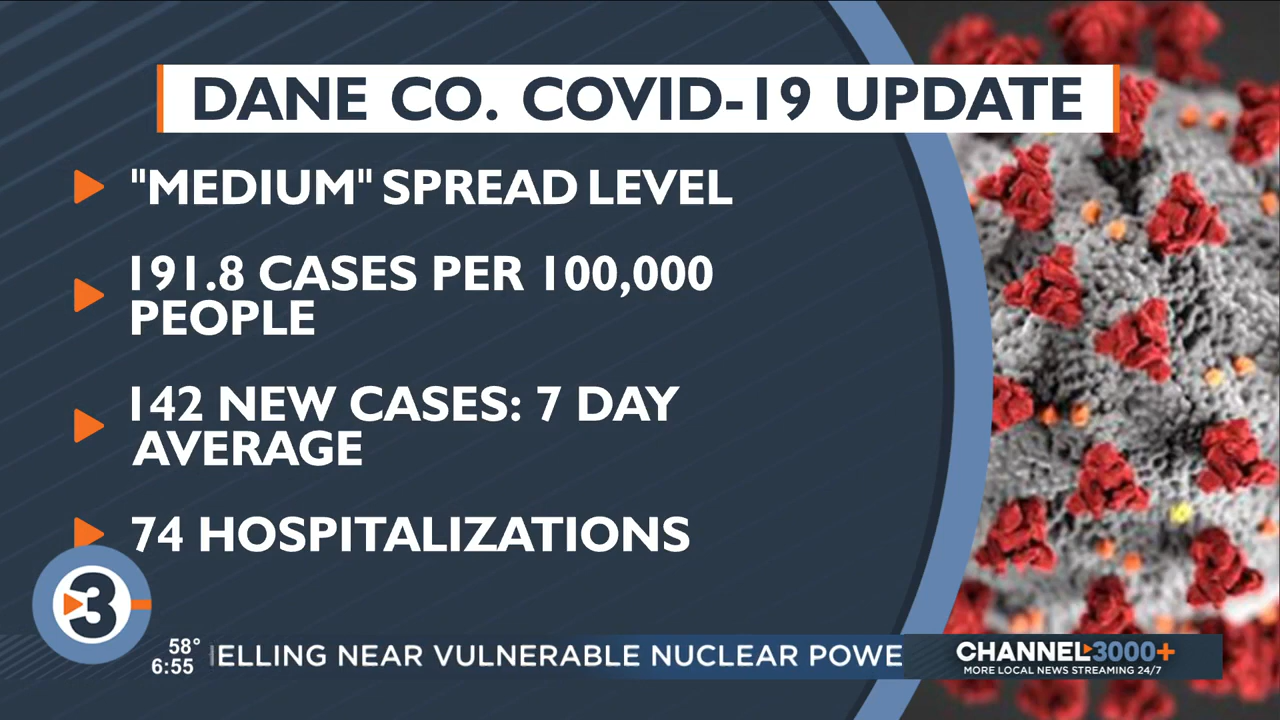 DANE CO. COVID-19 UPDATE
"MEDIUM" SPREAD LEVEL
191.8 CASES PER 100,000
PEOPLE
142 NEW CASES: 7 DAY
AVERAGE
74 HOSPITALIZATIONS
3
58°
6:55
ELLING NEAR VULNERABLE NUCLEAR POWE
CHANNEL3000+
MORE LOCAL NEWS STREAMING 24/7